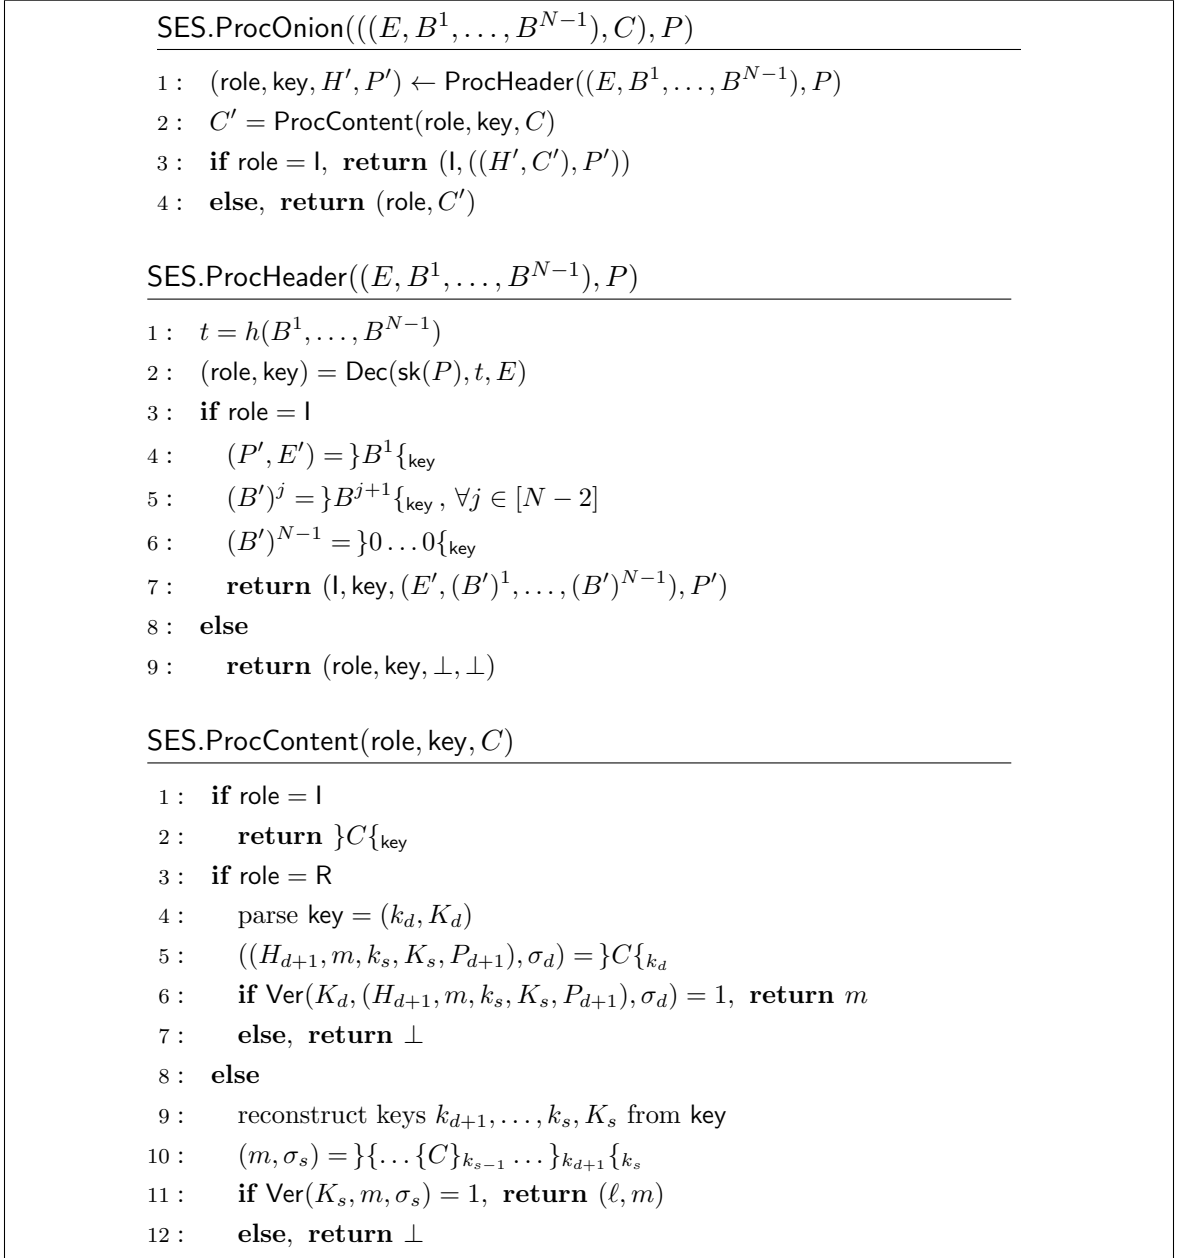 SES.ProcOnion(((E, B^1, …, B^{N−1}), C), P)
1 : (role, key, H′, P′) ← ProcHeader((E, B^1, …, B^{N−1}), P)
2 : C′ = ProcContent(role, key, C)
3 : if role = I, return (I, ((H′, C′), P′))
4 : else, return (role, C′)
SES.ProcHeader((E, B^1, …, B^{N−1}), P)
1 : t = h(B^1, …, B^{N−1})
2 : (role, key) = Dec(sk(P), t, E)
3 : if role = I
4 : (P′, E′) = }B^1{_key
5 : (B′)^j = }B^{j+1}{_key , ∀j ∈ [N − 2]
6 : (B′)^{N−1} = }0 … 0{_key
7 : return (I, key, (E′, (B′)^1, …, (B′)^{N−1}), P′)
8 : else
9 : return (role, key, ⊥, ⊥)
SES.ProcContent(role, key, C)
1 : if role = I
2 : return }C{_key
3 : if role = R
4 : parse key = (k_d, K_d)
5 : ((H_{d+1}, m, k_s, K_s, P_{d+1}), σ_d) = }C{_{k_d}
6 : if Ver(K_d, (H_{d+1}, m, k_s, K_s, P_{d+1}), σ_d) = 1, return m
7 : else, return ⊥
8 : else
9 : reconstruct keys k_{d+1}, …, k_s, K_s from key
10 : (m, σ_s) = }{… {C}_{k_{s−1}} …}_{k_{d+1}}{_{k_s}
11 : if Ver(K_s, m, σ_s) = 1, return (ℓ, m)
12 : else, return ⊥